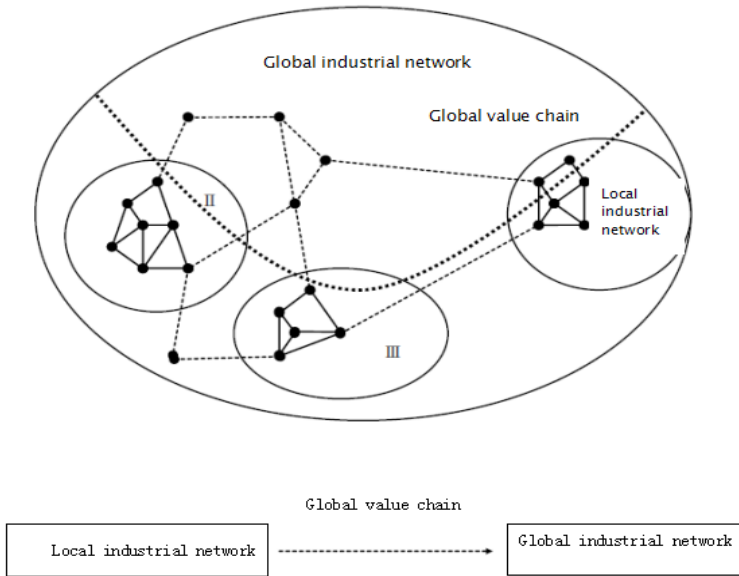 Global industrial network
Global value chain
II
Local
industrial
network
III
Global value chain
Local industrial network
Global industrial network